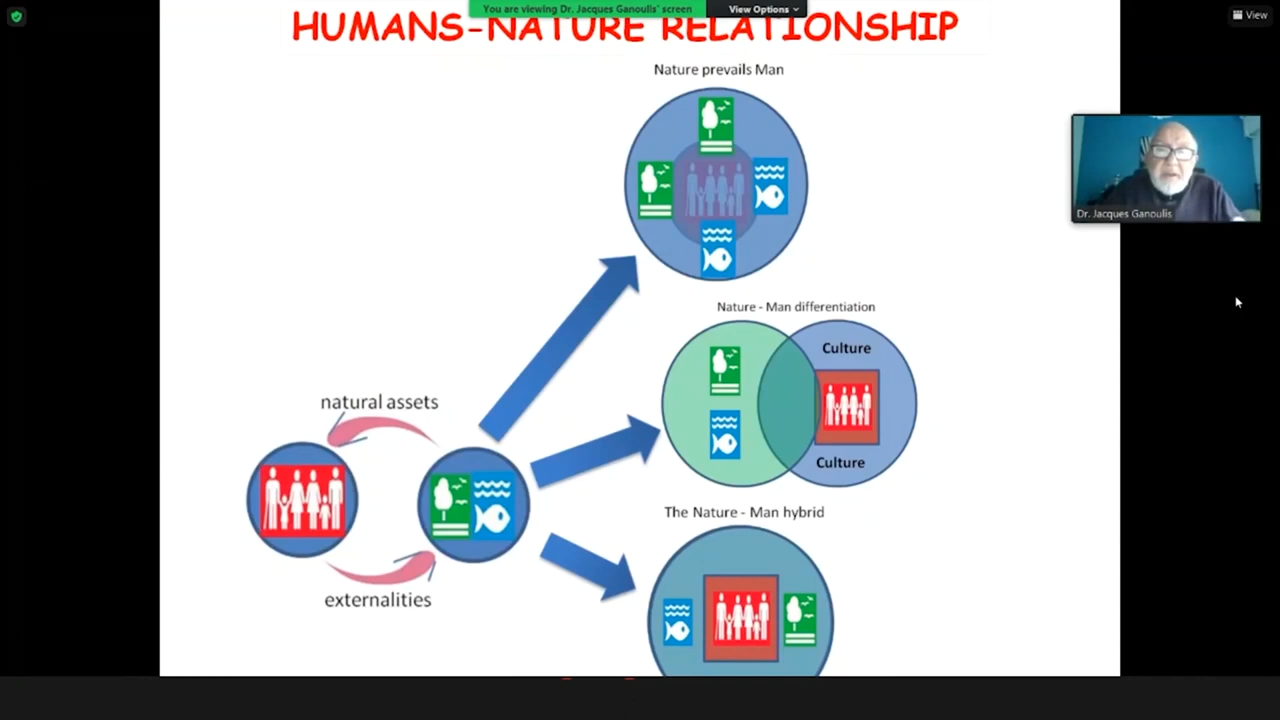 You are viewing Dr. Jacques Ganoulis' screen
View Options
View
HUMANS-NATURE RELATIONSHIP
Nature prevails Man
Dr. Jacques Ganoulis
Nature - Man differentiation
Culture
Culture
natural assets
externalities
The Nature - Man hybrid